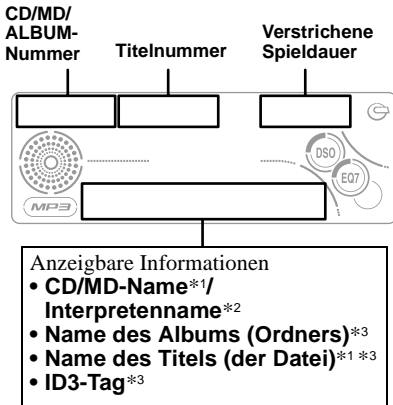 CD/MD/
ALBUM-
Nummer
Titelnummer
Verstrichene
Spieldauer
DSO
EQ7
MP3
Anzeigbare Informationen
• CD/MD-Name*1/
Interpretenname*2
• Name des Albums (Ordners)*3
• Name des Titels (der Datei)*1 *3
• ID3-Tag*3